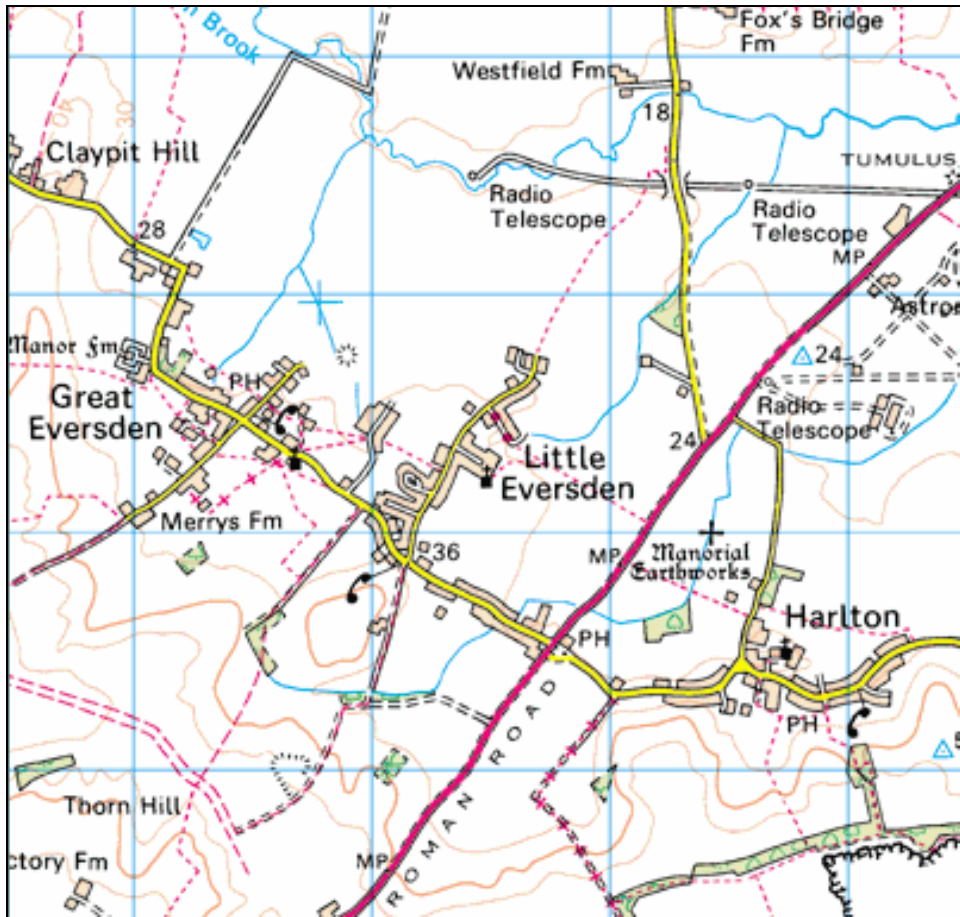 Brook
Fox's Bridge
Fm
Westfield Fm
40
30
18
Claypit Hill
TUMULUS
Radio
Telescope
Radio
Telescope
28
MP
Manor Fm
24
PH
Great
Eversden
Radio
Telescope
24
Little
Eversden
Merrys Fm
36
MP
Manorial
Earthworks
Harlton
PH
PH
Thorn Hill
MP
ROMAN ROAD
ctory Fm